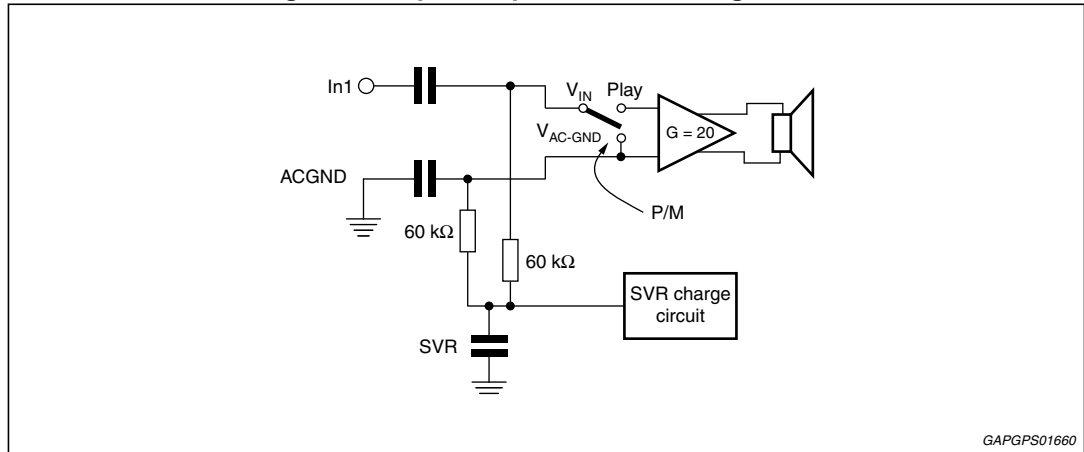 In1
V_IN
Play
V_AC-GND
G = 20
ACGND
P/M
60 kΩ
60 kΩ
SVR charge
circuit
SVR
GAPGPS01660